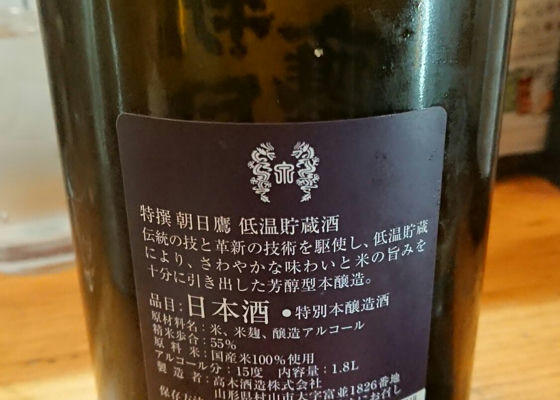 特撰 朝日鷹 低温貯蔵酒
伝統の技と革新の技術を駆使し、低温貯蔵
により、さわやかな味わいと米の旨みを
十分に引き出した芳醇型本醸造。
品目:日本酒 ●特別本醸造酒
原材料名:米、米麹、醸造アルコール
精米歩合:55%
原料米:国産米100%使用
アルコール分:15度 内容量:1.8L
製造者:高木酒造株式会社
山形県村山市大字富並1826番地